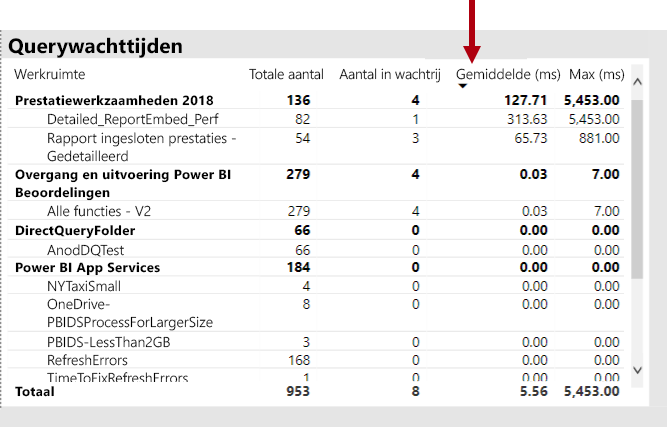 Querywachttijden
Werkruimte Totale aantal Aantal in wachtrij Gemiddelde (ms) Max (ms)
Prestatiewerkzaamheden 2018 136 4 127.71 5,453.00
Detailed_ReportEmbed_Perf 82 1 313.63 5,453.00
Rapport ingesloten prestaties - 54 3 65.73 881.00
Gedetailleerd
Overgang en uitvoering Power BI 279 4 0.03 7.00
Beoordelingen
Alle functies - V2 279 4 0.03 7.00
DirectQueryFolder 66 0 0.00 0.00
AnodDQTest 66 0 0.00 0.00
Power BI App Services 184 0 0.00 0.00
NYTaxiSmall 4 0 0.00 0.00
OneDrive- 8 0 0.00 0.00
PBIDSProcessForLargerSize
PBIDS-LessThan2GB 3 0 0.00 0.00
RefreshErrors 168 0 0.00 0.00
TimeToFixRefreshErrors 1 0 0.00 0.00
Totaal 953 8 5.56 5,453.00